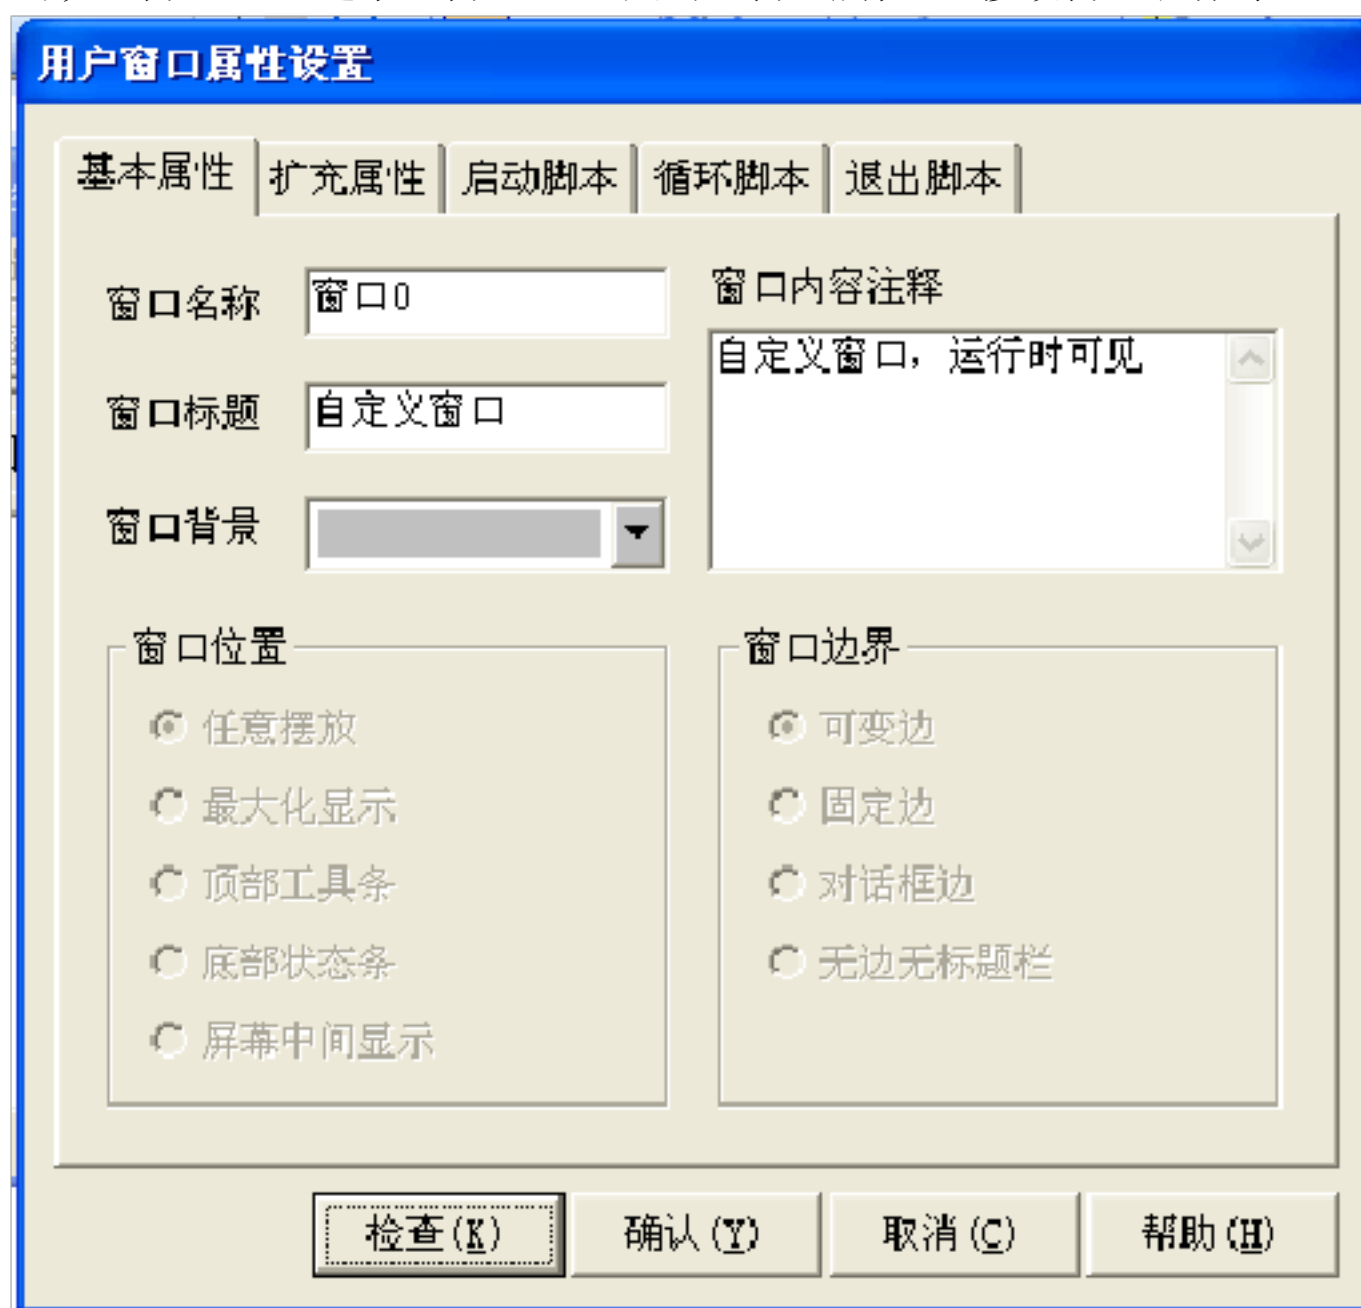 用户窗口属性设置
基本属性 扩充属性 启动脚本 循环脚本 退出脚本
窗口名称 窗口0
窗口标题 自定义窗口
窗口背景
窗口内容注释
自定义窗口，运行时可见
窗口位置
任意摆放
最大化显示
顶部工具条
底部状态条
屏幕中间显示
窗口边界
可变边
固定边
对话框边
无边无标题栏
检查(K) 确认(Y) 取消(C) 帮助(H)